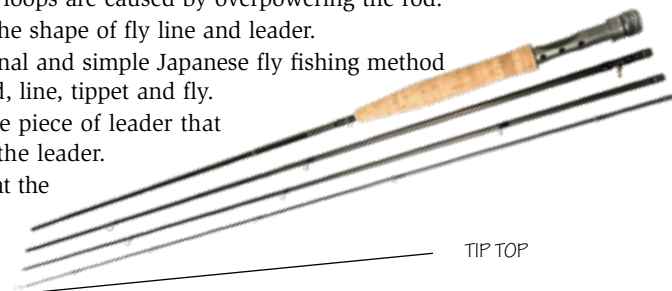 loops are caused by overpowering the rod.
he shape of fly line and leader.
nal and simple Japanese fly fishing method
, line, tippet and fly.
e piece of leader that
the leader.
t the
TIP TOP